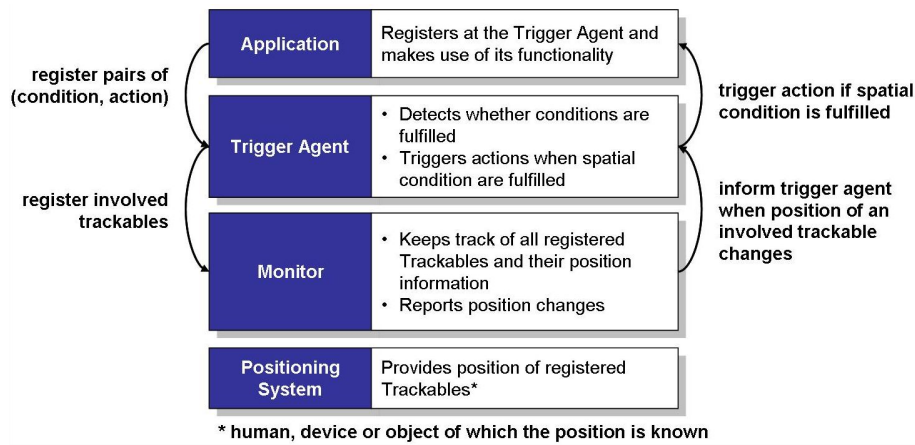 Application
Registers at the Trigger Agent and
makes use of its functionality
register pairs of
(condition, action)
trigger action if spatial
condition is fulfilled
Trigger Agent
• Detects whether conditions are
fulfilled
• Triggers actions when spatial
condition are fulfilled
register involved
trackables
inform trigger agent
when position of an
involved trackable
changes
Monitor
• Keeps track of all registered
Trackables and their position
information
• Reports position changes
Positioning
System
Provides position of registered
Trackables*
* human, device or object of which the position is known